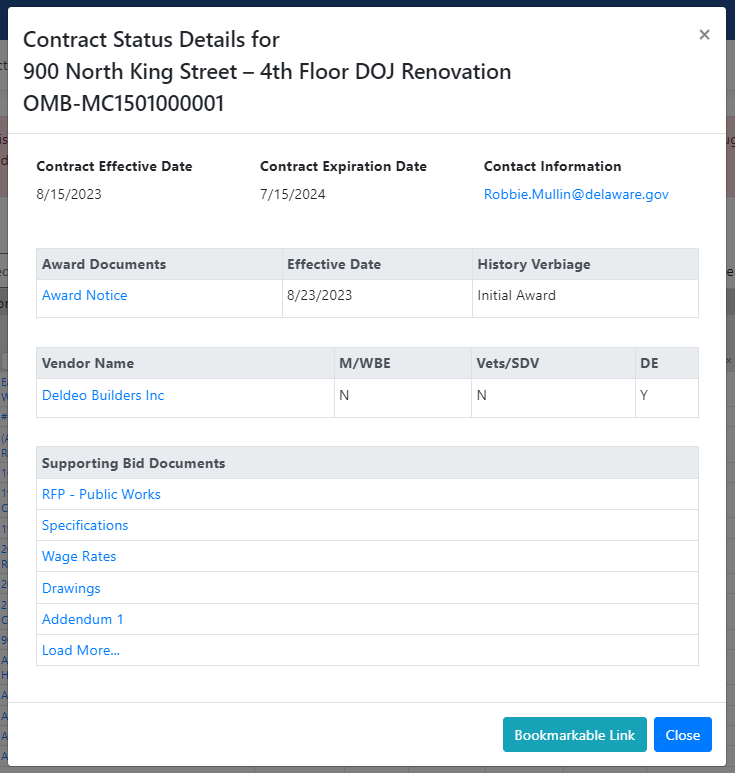 Contract Status Details for
900 North King Street – 4th Floor DOJ Renovation
OMB-MC1501000001
×
Contract Effective Date Contract Expiration Date Contact Information
8/15/2023 7/15/2024 Robbie.Mullin@delaware.gov
Award Documents Effective Date History Verbiage
Award Notice 8/23/2023 Initial Award
Vendor Name M/WBE Vets/SDV DE
Deldeo Builders Inc N N Y
Supporting Bid Documents
RFP - Public Works
Specifications
Wage Rates
Drawings
Addendum 1
Load More...
Bookmarkable Link Close